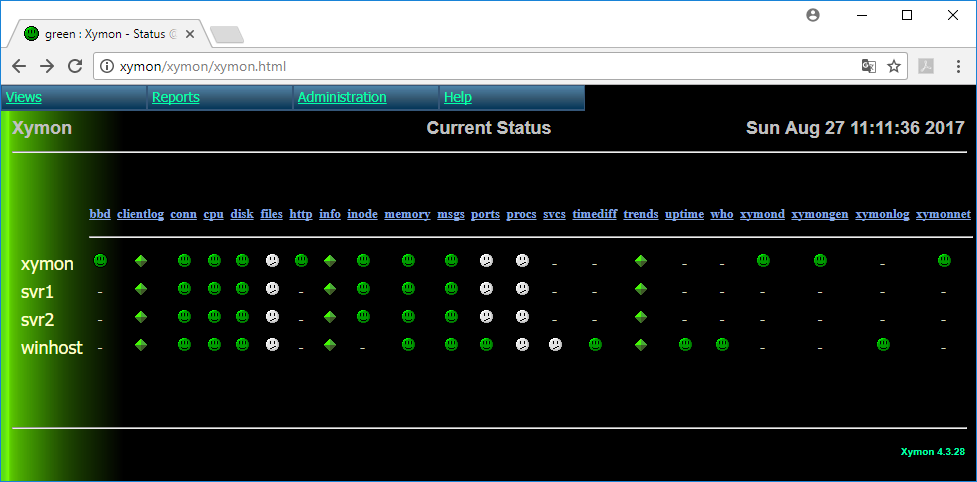 green : Xymon - Status @
xymon/xymon/xymon.html
Views Reports Administration Help
Xymon Current Status Sun Aug 27 11:11:36 2017
bbd clientlog conn cpu disk files http info inode memory msgs ports procs svcs timediff trends uptime who xymond xymongen xymonlog xymonnet
xymon - - - - -
svr1 - - - - - - - - - -
svr2 - - - - - - - - - -
winhost - - - - - -
Xymon 4.3.28